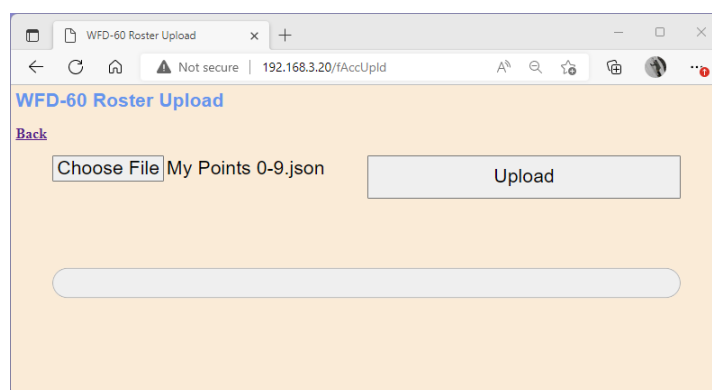 WFD-60 Roster Upload
Not secure | 192.168.3.20/fAccUpld
WFD-60 Roster Upload
Back
Choose File My Points 0-9.json Upload